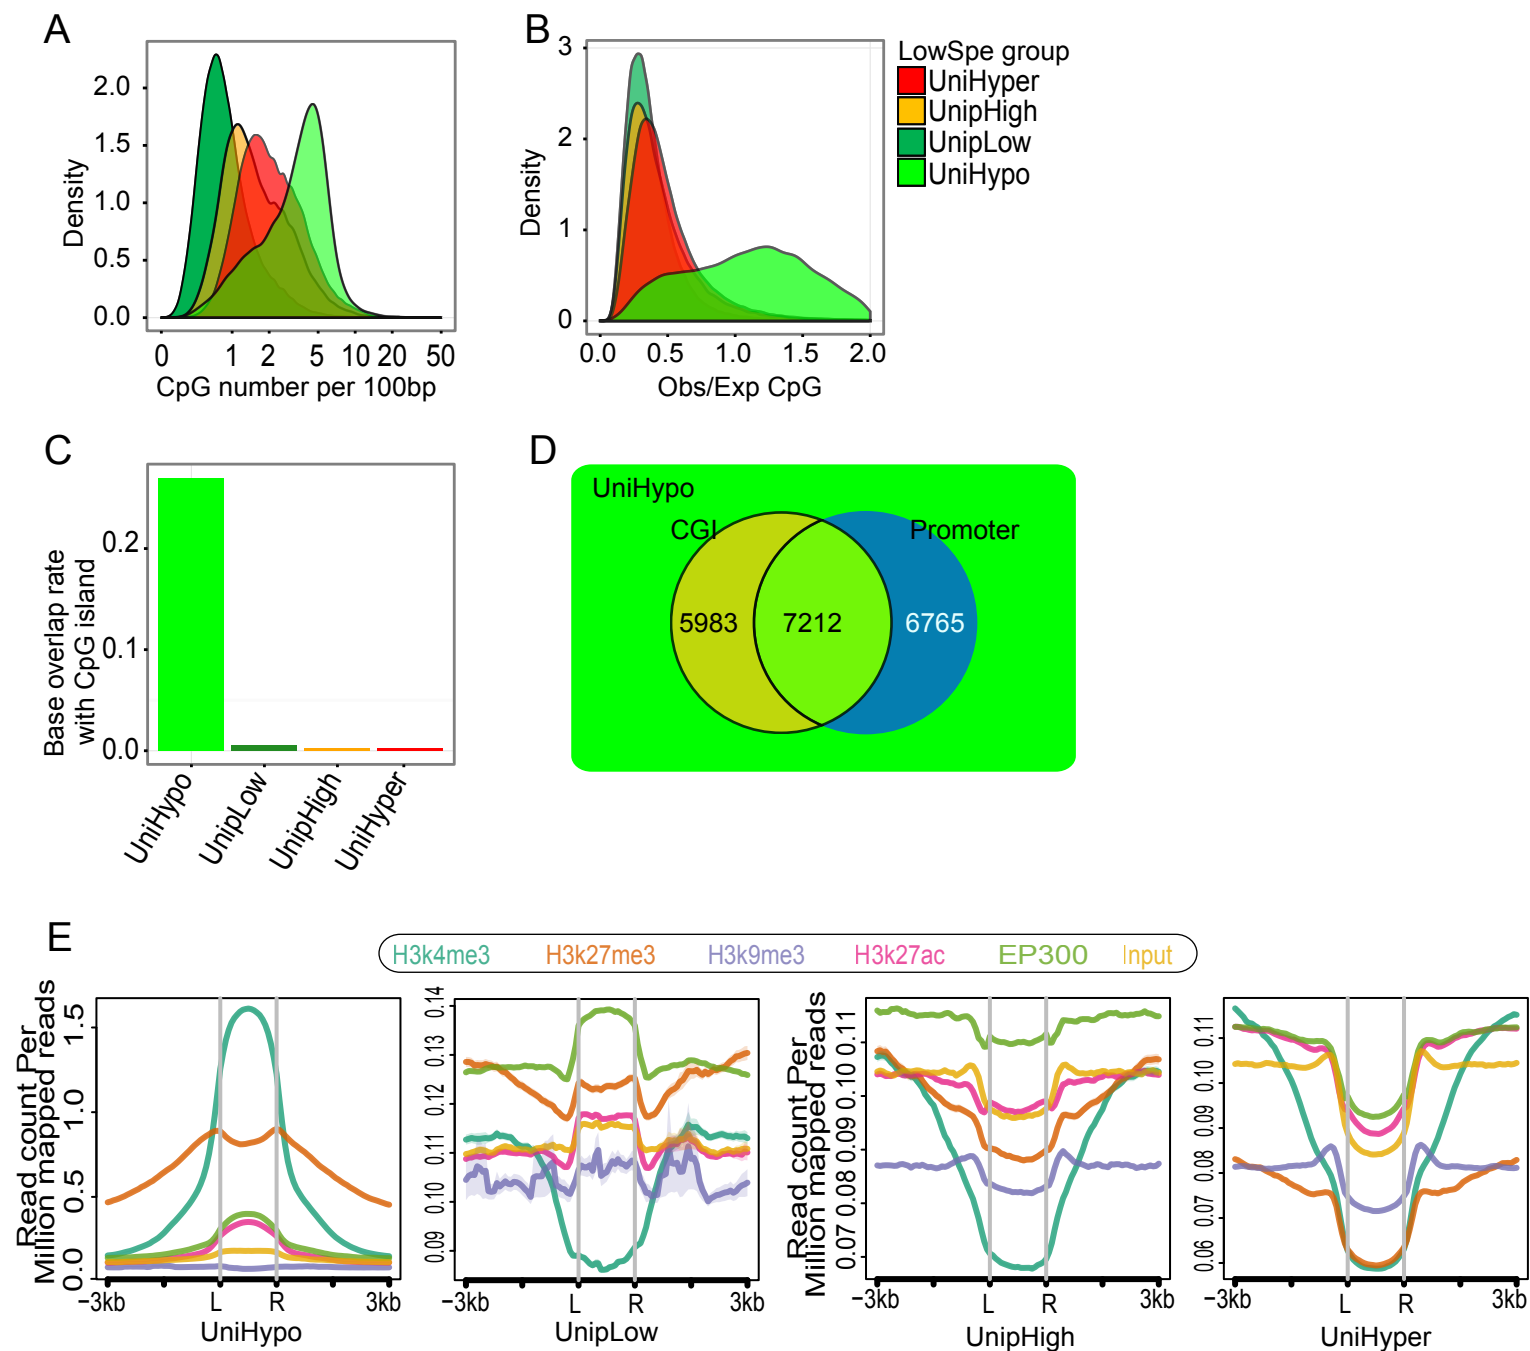 A
Density
2.0
1.5
1.0
0.5
0.0
0 1 2 5 10 20 50
CpG number per 100bp
B
Density
3
2
1
0
0.0 0.5 1.0 1.5 2.0
Obs/Exp CpG
LowSpe group
UniHyper
UnipHigh
UnipLow
UniHypo
C
Base overlap rate
with CpG island
0.2
0.1
0.0
UniHypo
UnipLow
UnipHigh
UniHyper
D
UniHypo
CGI
Promoter
5983 7212 6765
E
H3k4me3 H3k27me3 H3k9me3 H3k27ac EP300 Input
Read count Per
Million mapped reads
1.5
1.0
0.5
0.0
−3kb L R 3kb
UniHypo
0.14
0.13
0.12
0.11
0.10
0.09
−3kb L R 3kb
UnipLow
Read count Per
Million mapped reads
0.11
0.10
0.09
0.08
0.07
−3kb L R 3kb
UnipHigh
0.11
0.10
0.09
0.08
0.07
0.06
−3kb L R 3kb
UniHyper